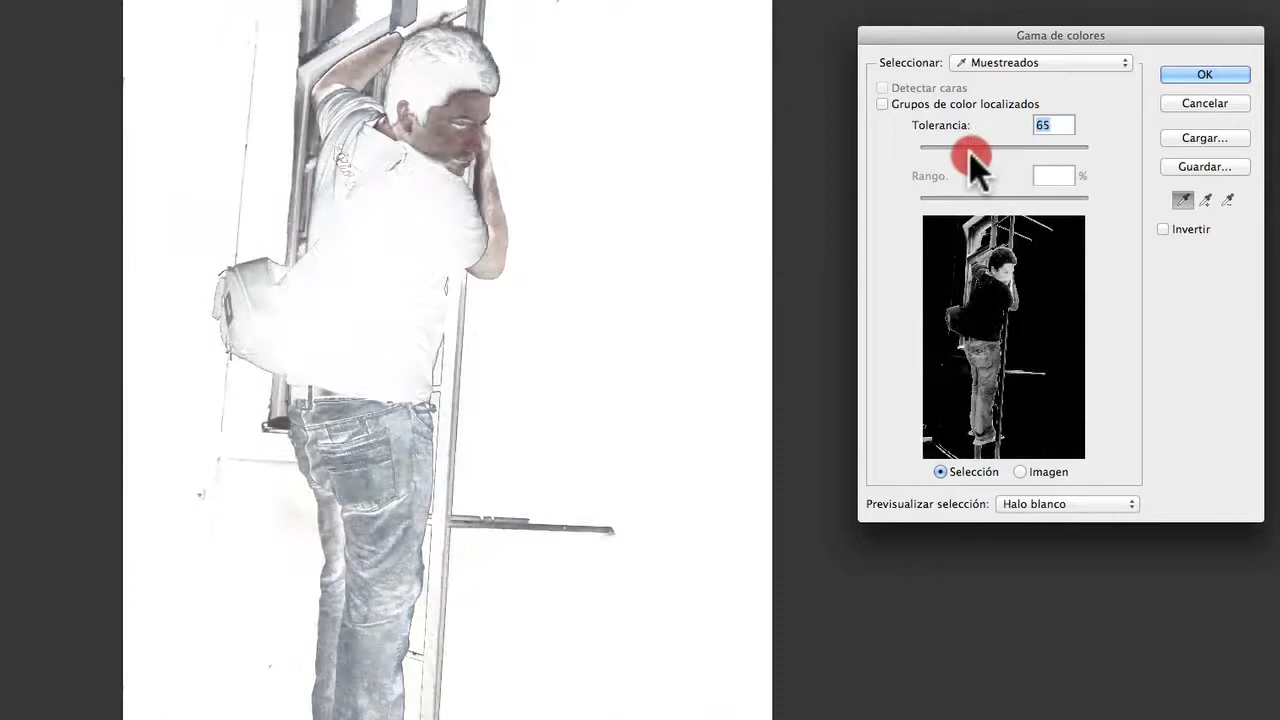 Gama de colores
Seleccionar: Muestreados
OK
Detectar caras
Grupos de color localizados
Cancelar
Tolerancia: 65
Cargar...
Guardar...
Rango. %
Invertir
Selección Imagen
Previsualizar selección: Halo blanco